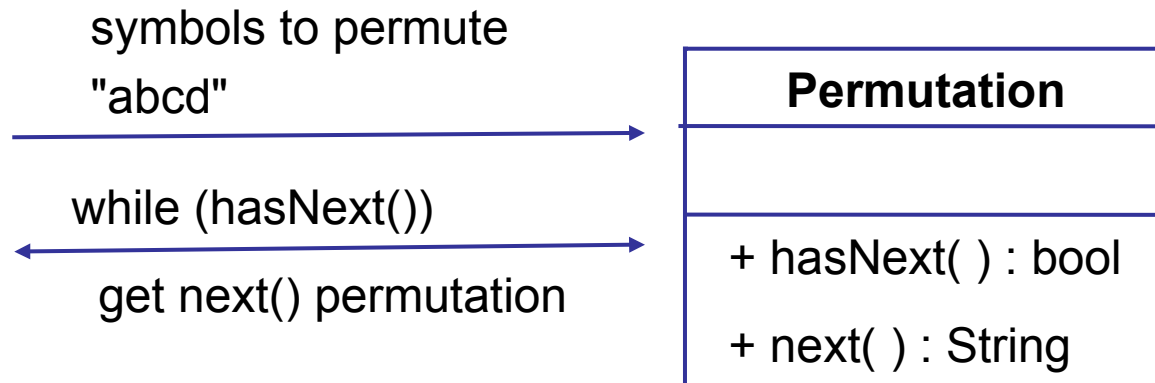 symbols to permute
"abcd"
while (hasNext())
get next() permutation
Permutation
+ hasNext( ) : bool
+ next( ) : String